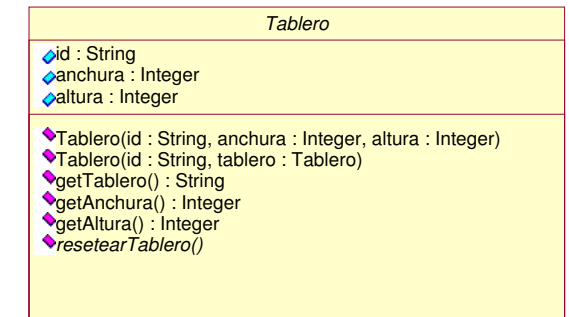 Tablero
id : String
anchura : Integer
altura : Integer
Tablero(id : String, anchura : Integer, altura : Integer)
Tablero(id : String, tablero : Tablero)
getTablero() : String
getAnchura() : Integer
getAltura() : Integer
resetearTablero()